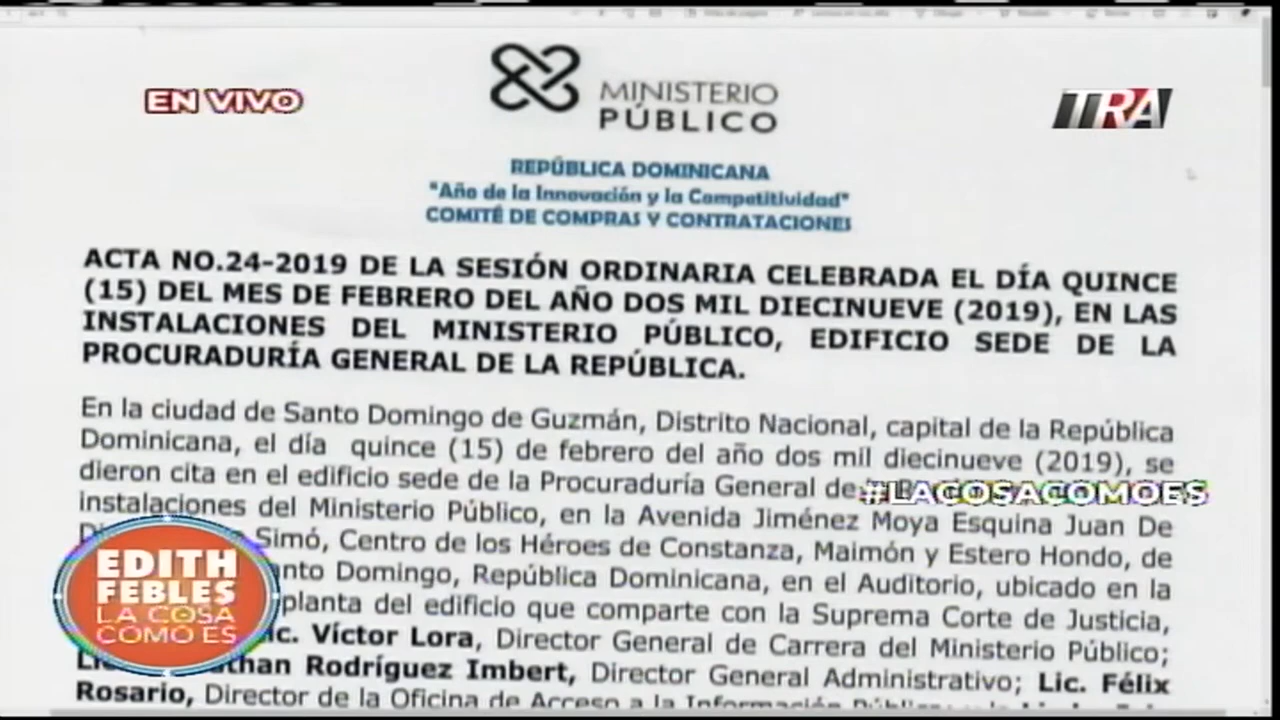 EN VIVO
MINISTERIO
PÚBLICO
TRA
REPÚBLICA DOMINICANA
"Año de la Innovación y la Competitividad"
COMITÉ DE COMPRAS Y CONTRATACIONES
ACTA NO.24-2019 DE LA SESIÓN ORDINARIA CELEBRADA EL DÍA QUINCE
(15) DEL MES DE FEBRERO DEL AÑO DOS MIL DIECINUEVE (2019), EN LAS
INSTALACIONES DEL MINISTERIO PÚBLICO, EDIFICIO SEDE DE LA
PROCURADURÍA GENERAL DE LA REPÚBLICA.
En la ciudad de Santo Domingo de Guzmán, Distrito Nacional, capital de la República
Dominicana, el día quince (15) de febrero del año dos mil diecinueve (2019), se
dieron cita en el edificio sede de la Procuraduría General de
#LACOSACOMOES
instalaciones del Ministerio Público, en la Avenida Jiménez Moya Esquina Juan De
Simó, Centro de los Héroes de Constanza, Maimón y Estero Hondo, de
nto Domingo, República Dominicana, en el Auditorio, ubicado en la
planta del edificio que comparte con la Suprema Corte de Justicia,
ic. Víctor Lora, Director General de Carrera del Ministerio Público;
than Rodríguez Imbert, Director General Administrativo; Lic. Félix
Rosario, Director de la Oficina de Acceso a la Información
EDITH
FEBLES
LA COSA
COMO ES